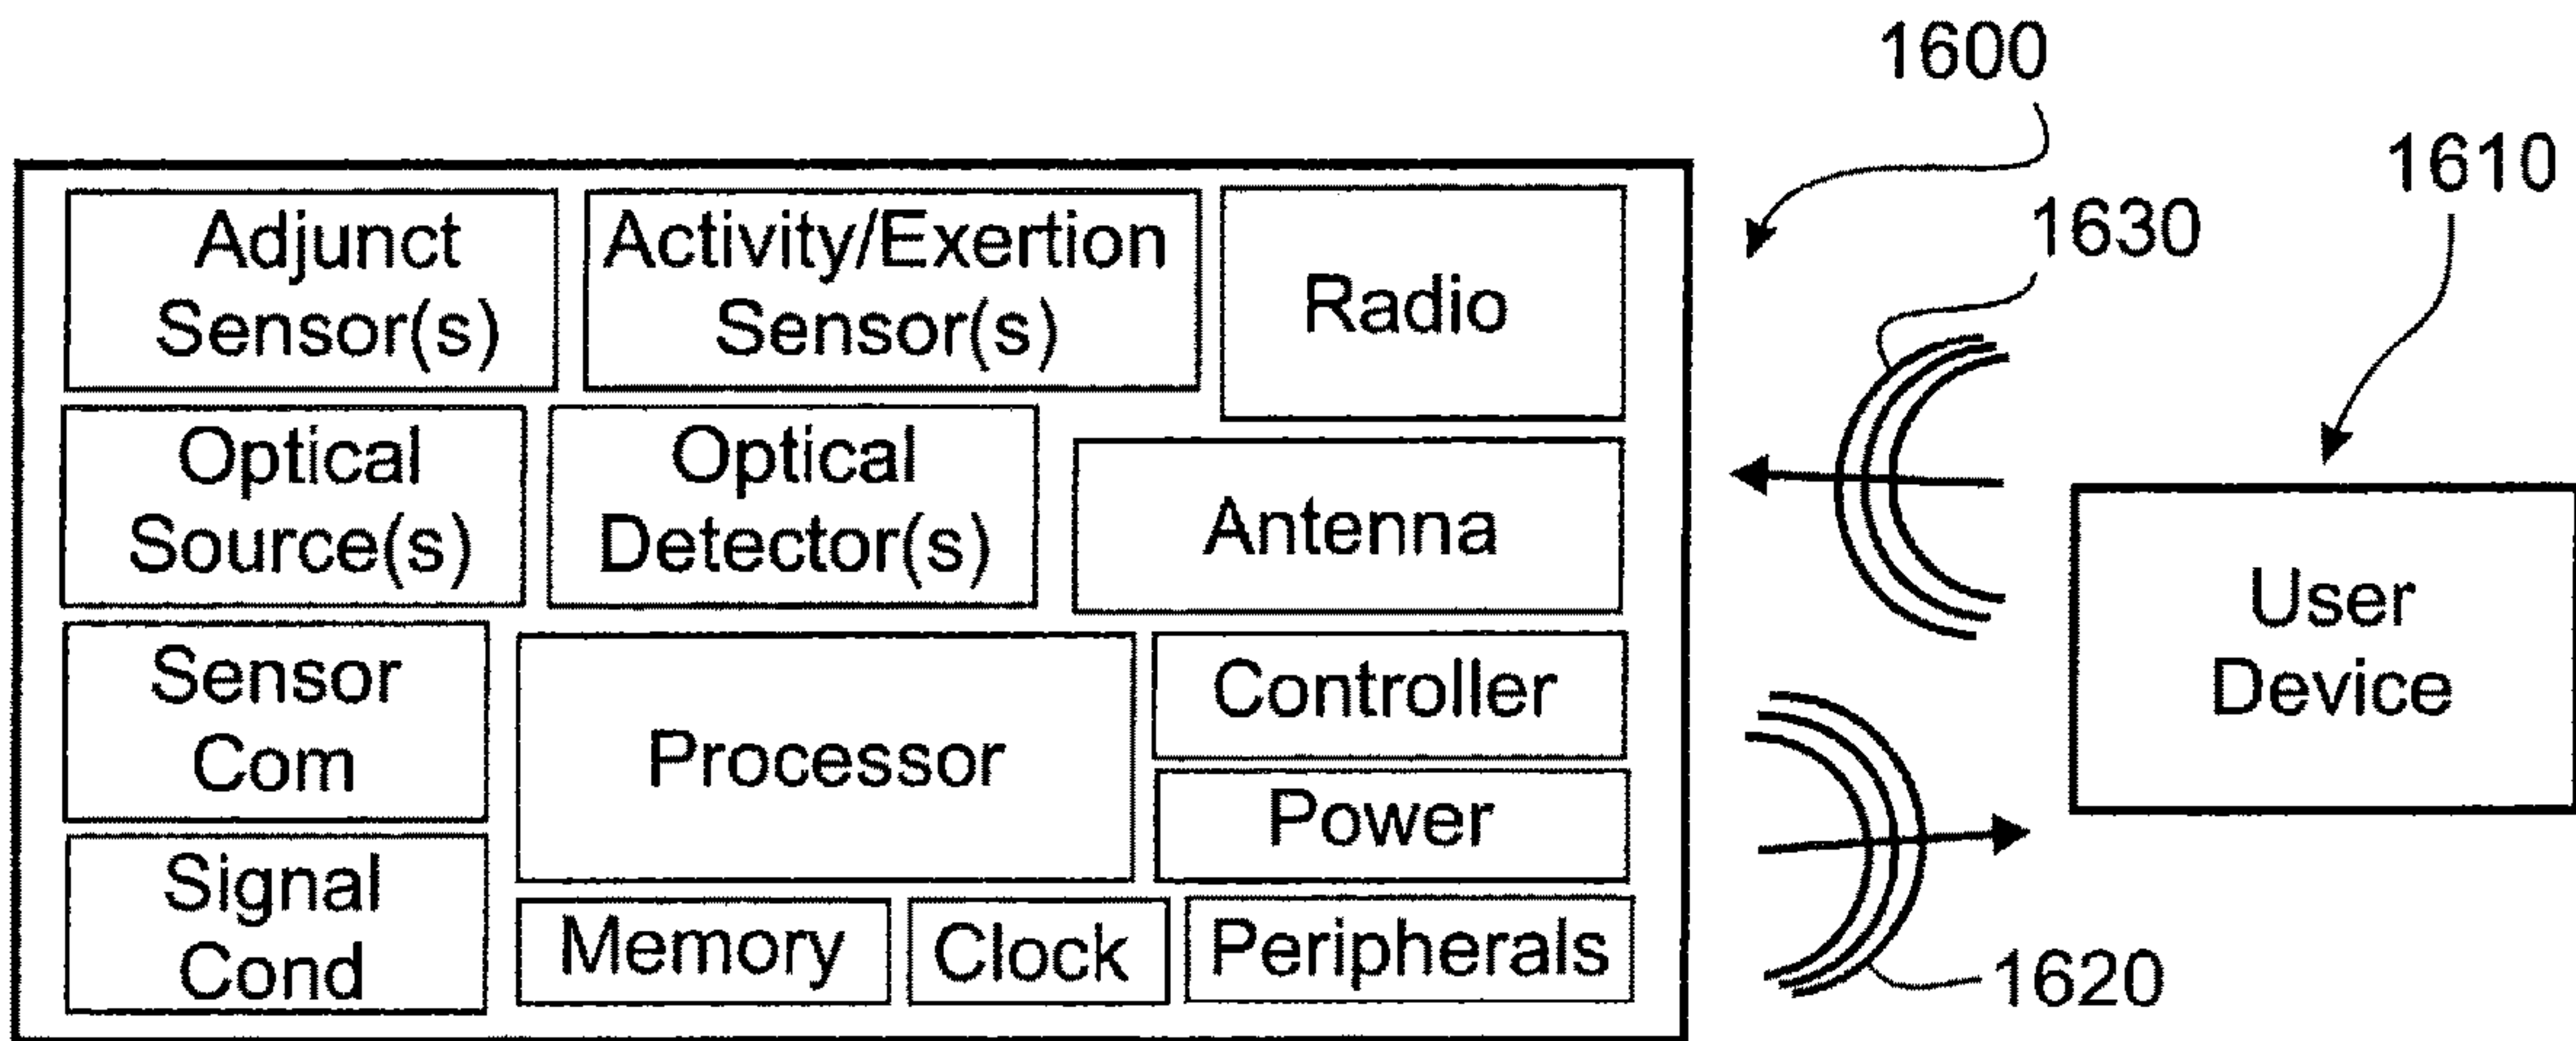 1600
1610
1630
Adjunct
Sensor(s)
Activity/Exertion
Sensor(s)
Radio
Optical
Source(s)
Optical
Detector(s)
Antenna
User
Device
Sensor
Com
Processor
Controller
Power
Signal
Cond
Memory
Clock
Peripherals
1620